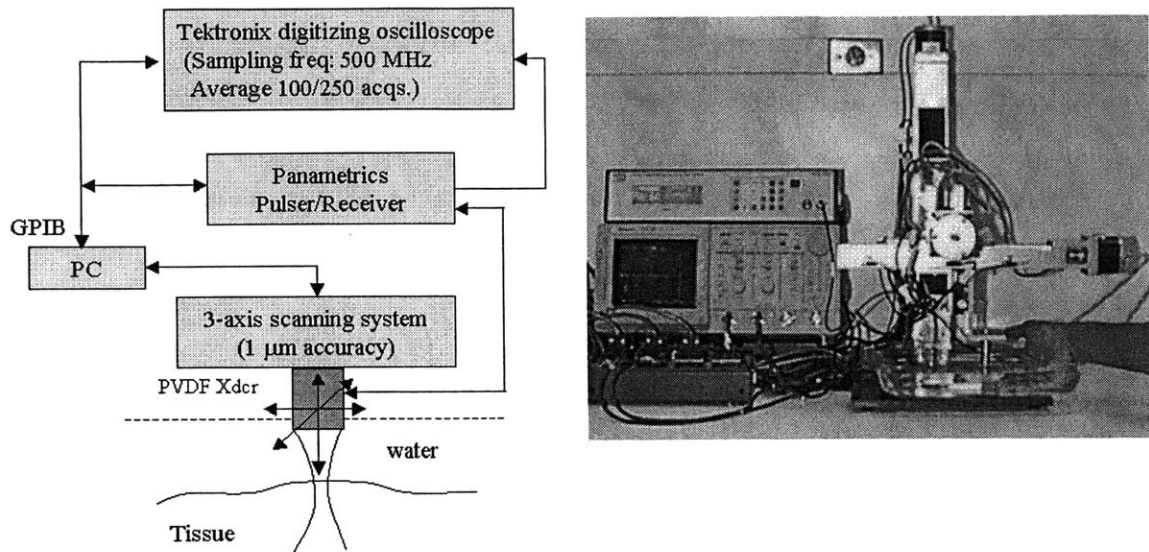 Tektronix digitizing oscilloscope
(Sampling freq: 500 MHz
Average 100/250 acqs.)
Panametrics
Pulser/Receiver
GPIB
PC
3-axis scanning system
(1 μm accuracy)
PVDF Xdcr
water
Tissue